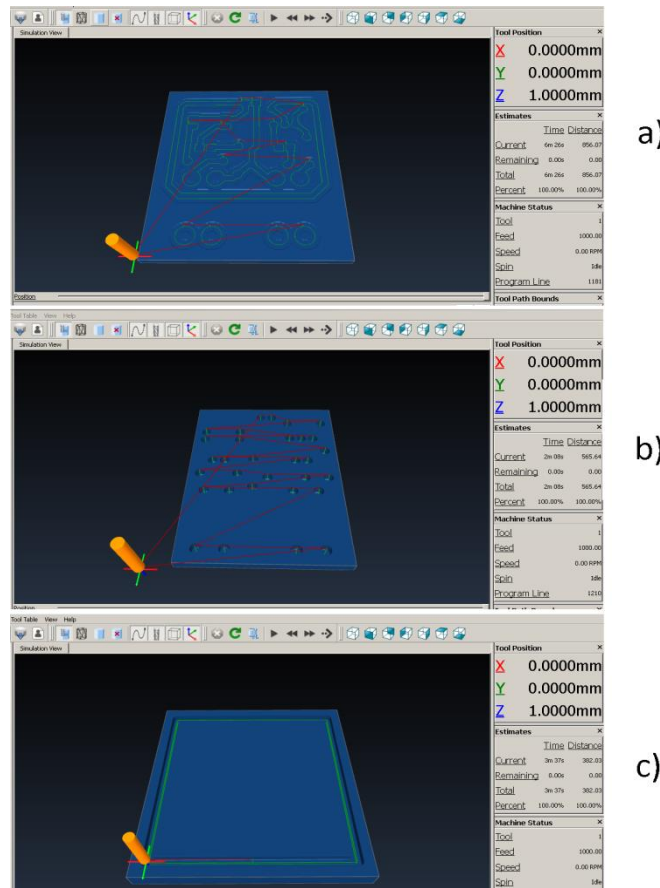 Simulation View
Tool Position ×
X 0.0000mm
Y 0.0000mm
Z 1.0000mm
Estimates ×
Time Distance
Current 6m 26s 856.07
Remaining 0.00s 0.00
Total 6m 26s 856.07
Percent 100.00% 100.00%
Machine Status ×
Tool 1
Feed 1000.00
Speed 0.00 RPM
Spin Idle
Program Line 1181
Tool Path Bounds ×
Position
a)
Tool Table View Help
Simulation View
Tool Position ×
X 0.0000mm
Y 0.0000mm
Z 1.0000mm
Estimates ×
Time Distance
Current 2m 08s 565.64
Remaining 0.00s 0.00
Total 2m 08s 565.64
Percent 100.00% 100.00%
Machine Status ×
Tool 1
Feed 1000.00
Speed 0.00 RPM
Spin Idle
Program Line 1210
b)
Tool Table View Help
Simulation View
Tool Position ×
X 0.0000mm
Y 0.0000mm
Z 1.0000mm
Estimates ×
Time Distance
Current 3m 37s 382.03
Remaining 0.00s 0.00
Total 3m 37s 382.03
Percent 100.00% 100.00%
Machine Status ×
Tool 1
Feed 1000.00
Speed 0.00 RPM
Spin Idle
c)